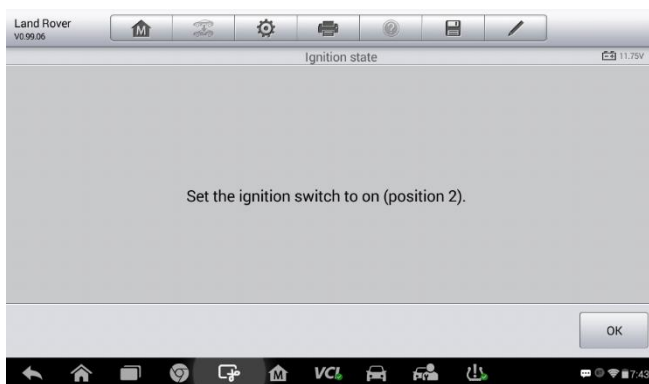 Land Rover
V0.99.06
M
Ignition state
11.75V
Set the ignition switch to on (position 2).
OK
M
VCI
7:43